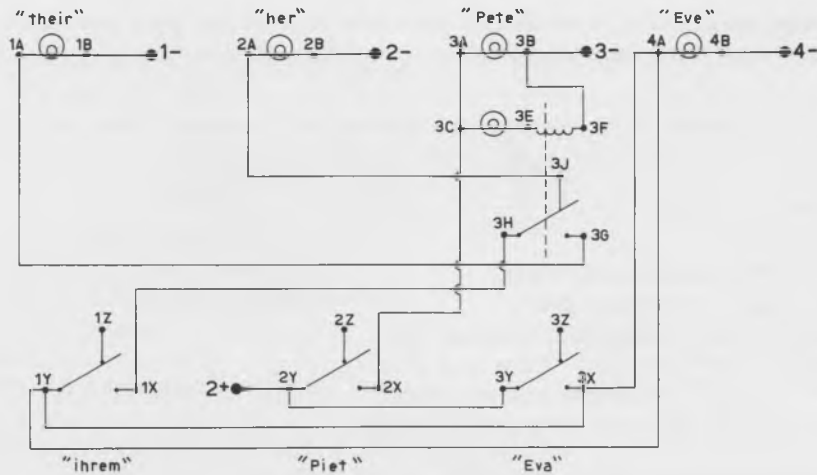 "their" "her" "Pete" "Eve"
1A 1B 1- 2A 2B 2- 3A 3B 3- 4A 4B 4-
3C 3E 3F
3J
3H 3G
1Z 2Z 3Z
1Y 1X 2+ 2Y 2X 3Y 3X
"ihrem" "Piet" "Eva"